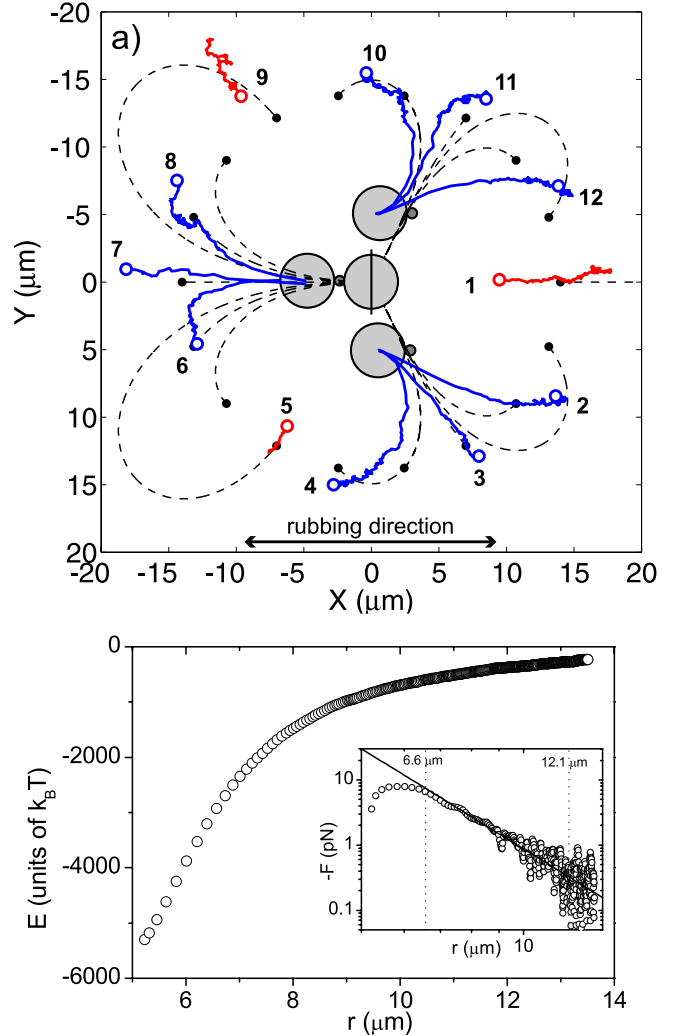 a)
-20
-15
-10
-5
0
5
10
15
20
Y (μm)
9
10
11
8
12
7
1
6
5
2
4
3
rubbing direction
-20 -15 -10 -5 0 5 10 15 20
X (μm)
0
-2000
-4000
-6000
E (units of k_BT)
6.6 μm
12.1 μm
10
1
0.1
-F (pN)
r (μm) 10
6 8 10 12 14
r (μm)